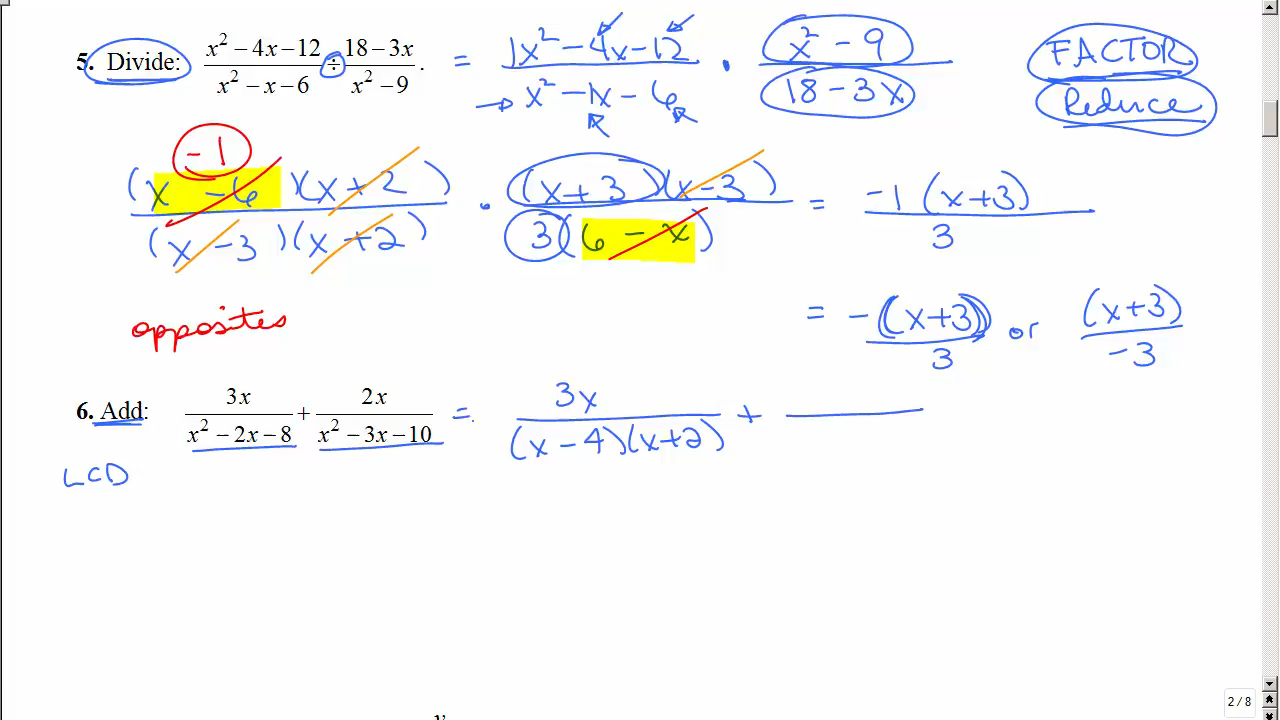 5. Divide: (x² − 4x − 12)/(x² − x − 6) ÷ (18 − 3x)/(x² − 9). = (1x² − 4x − 12)/(x² − 1x − 6) · (x² − 9)/(18 − 3x)
FACTOR
Reduce
−1
((x − 6)(x + 2))/((x − 3)(x + 2)) · ((x + 3)(x − 3))/(3(6 − x)) = (−1(x+3))/3
opposites
= −((x+3))/3 or (x+3)/−3
6. Add: 3x/(x² − 2x − 8) + 2x/(x² − 3x − 10) = 3x/((x − 4)(x+2)) +
LCD
2 / 8